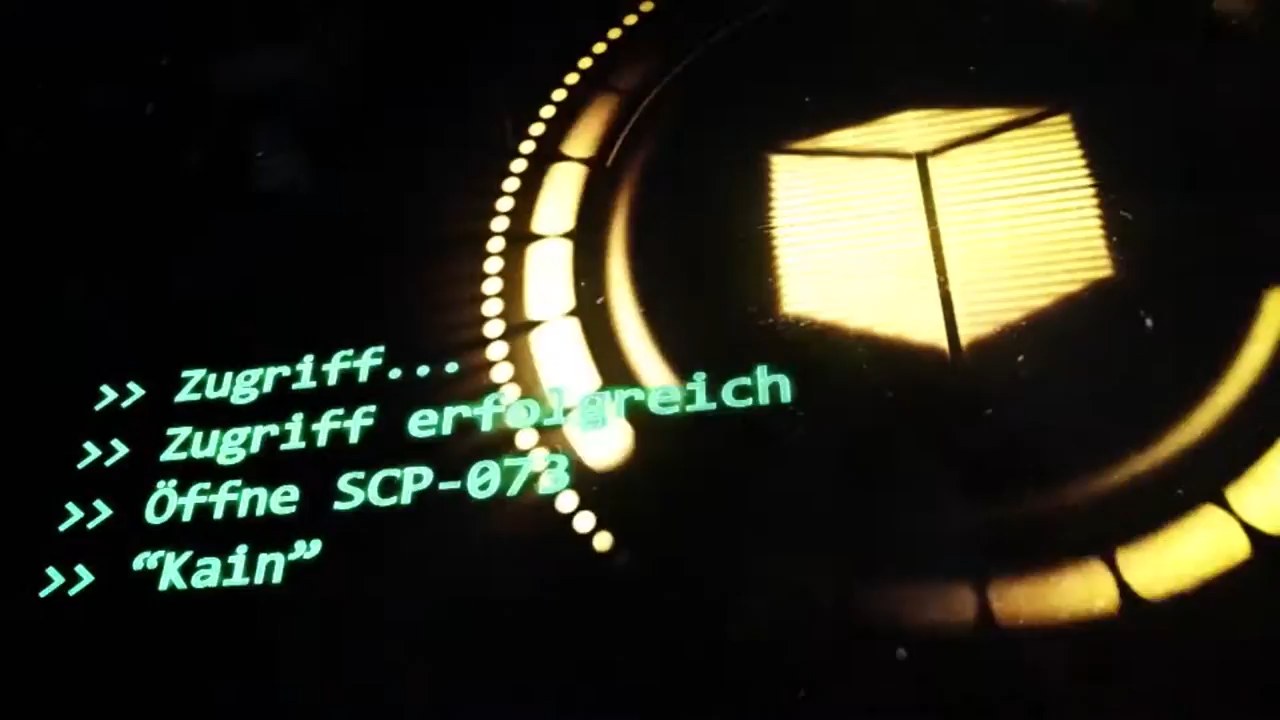 >> Zugriff...
>> Zugriff erfolgreich
>> Öffne SCP-073
>> “Kain”